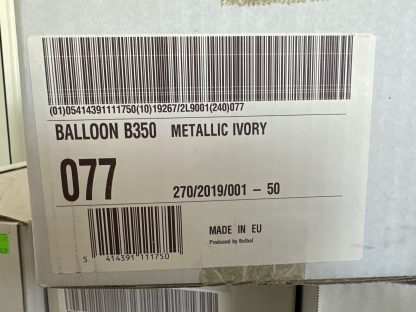 (01)05414391111750(10)19267/2L9001(240)077
BALLOON B350 METALLIC IVORY
077
270/2019/001 - 50
MADE IN EU
Produced by Belbal
5 414391 111750